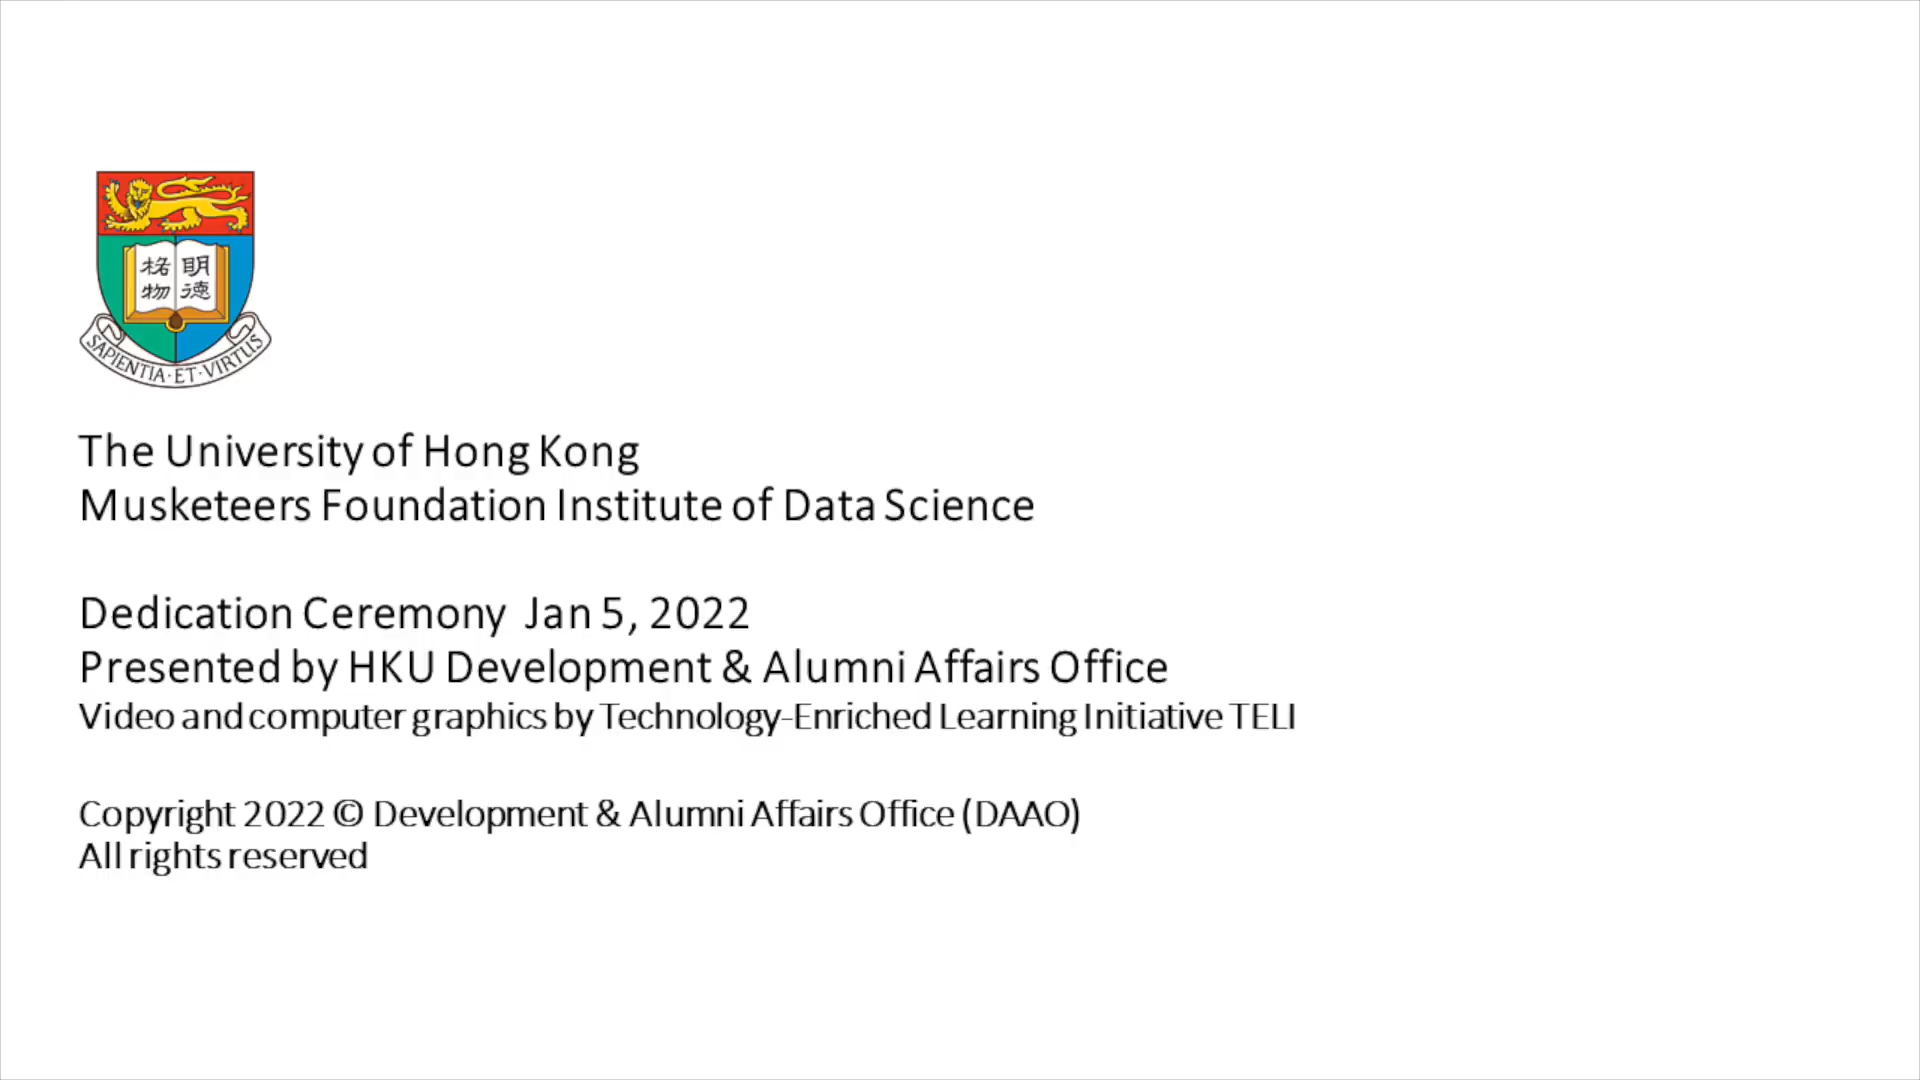 格 明
物 德
SAPIENTIA·ET·VIRTUS
The University of Hong Kong
Musketeers Foundation Institute of Data Science
Dedication Ceremony Jan 5, 2022
Presented by HKU Development & Alumni Affairs Office
Video and computer graphics by Technology-Enriched Learning Initiative TELI
Copyright 2022 © Development & Alumni Affairs Office (DAAO)
All rights reserved